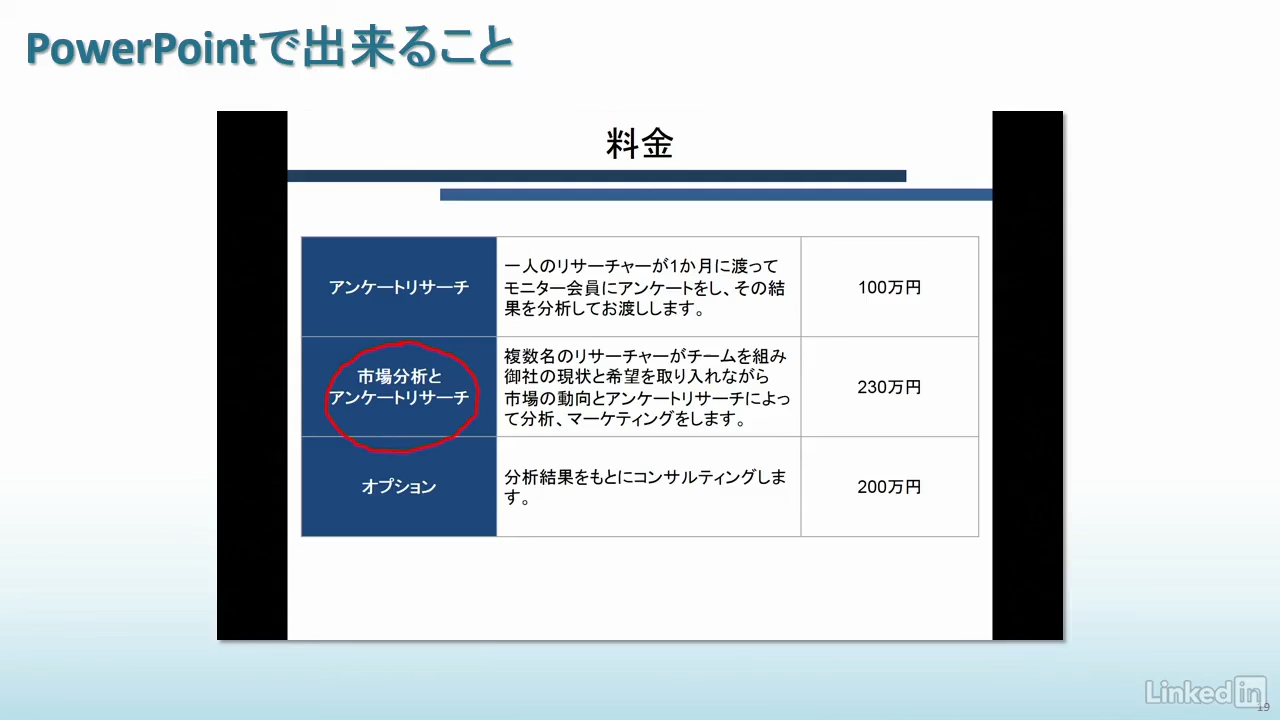 PowerPointで出来ること
料金
アンケートリサーチ
一人のリサーチャーが1か月に渡って
モニター会員にアンケートをし、その結
果を分析してお渡しします。
100万円
市場分析と
アンケートリサーチ
複数名のリサーチャーがチームを組み
御社の現状と希望を取り入れながら
市場の動向とアンケートリサーチによっ
て分析、マーケティングをします。
230万円
オプション
分析結果をもとにコンサルティングしま
す。
200万円
Linked in
19